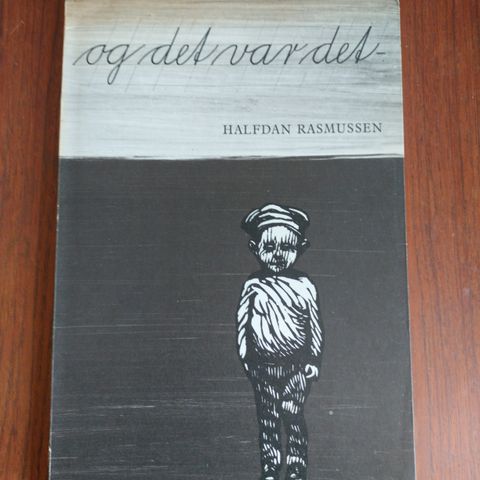 og det var det-
HALFDAN RASMUSSEN